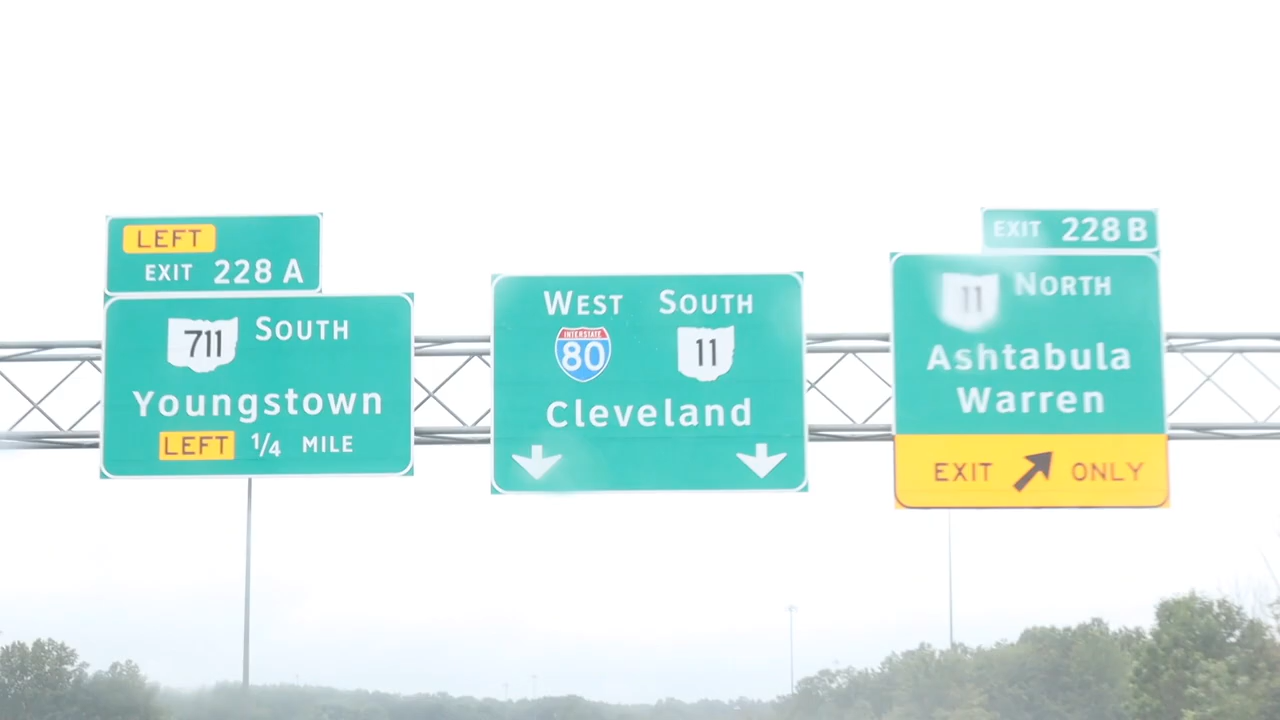 LEFT
EXIT 228 A
711 SOUTH
Youngstown
LEFT 1/4 MILE
WEST SOUTH
INTERSTATE
80 11
Cleveland
EXIT 228 B
11 NORTH
Ashtabula
Warren
EXIT ONLY